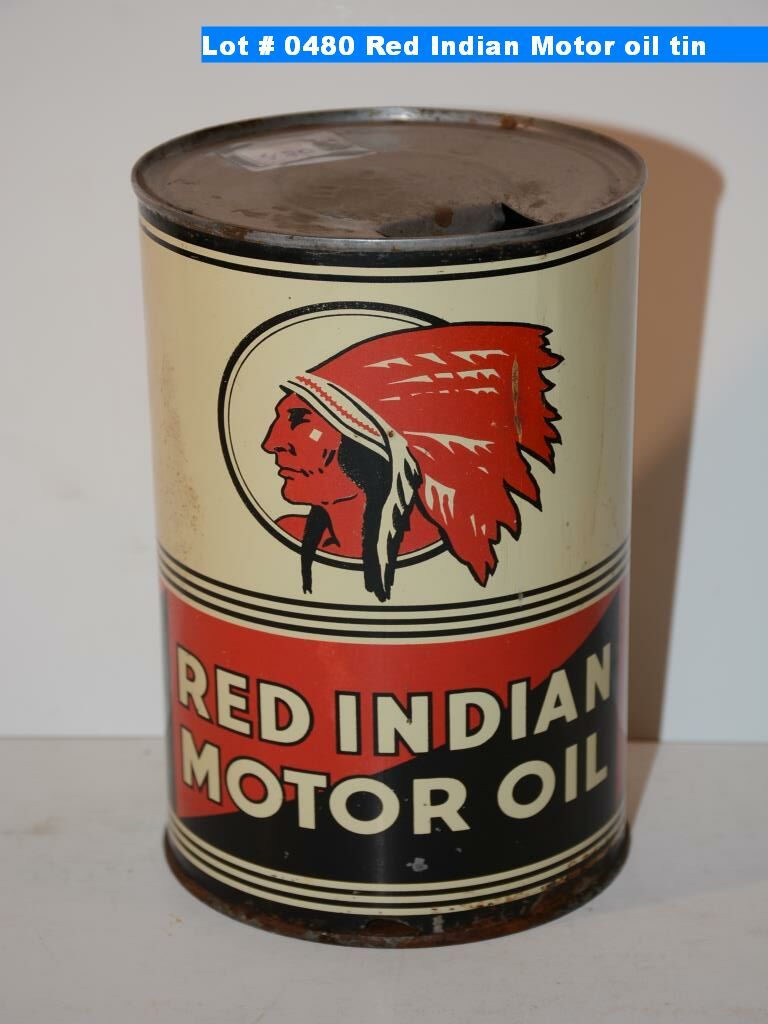 Lot # 0480 Red Indian Motor oil tin
RED INDIAN
MOTOR OIL